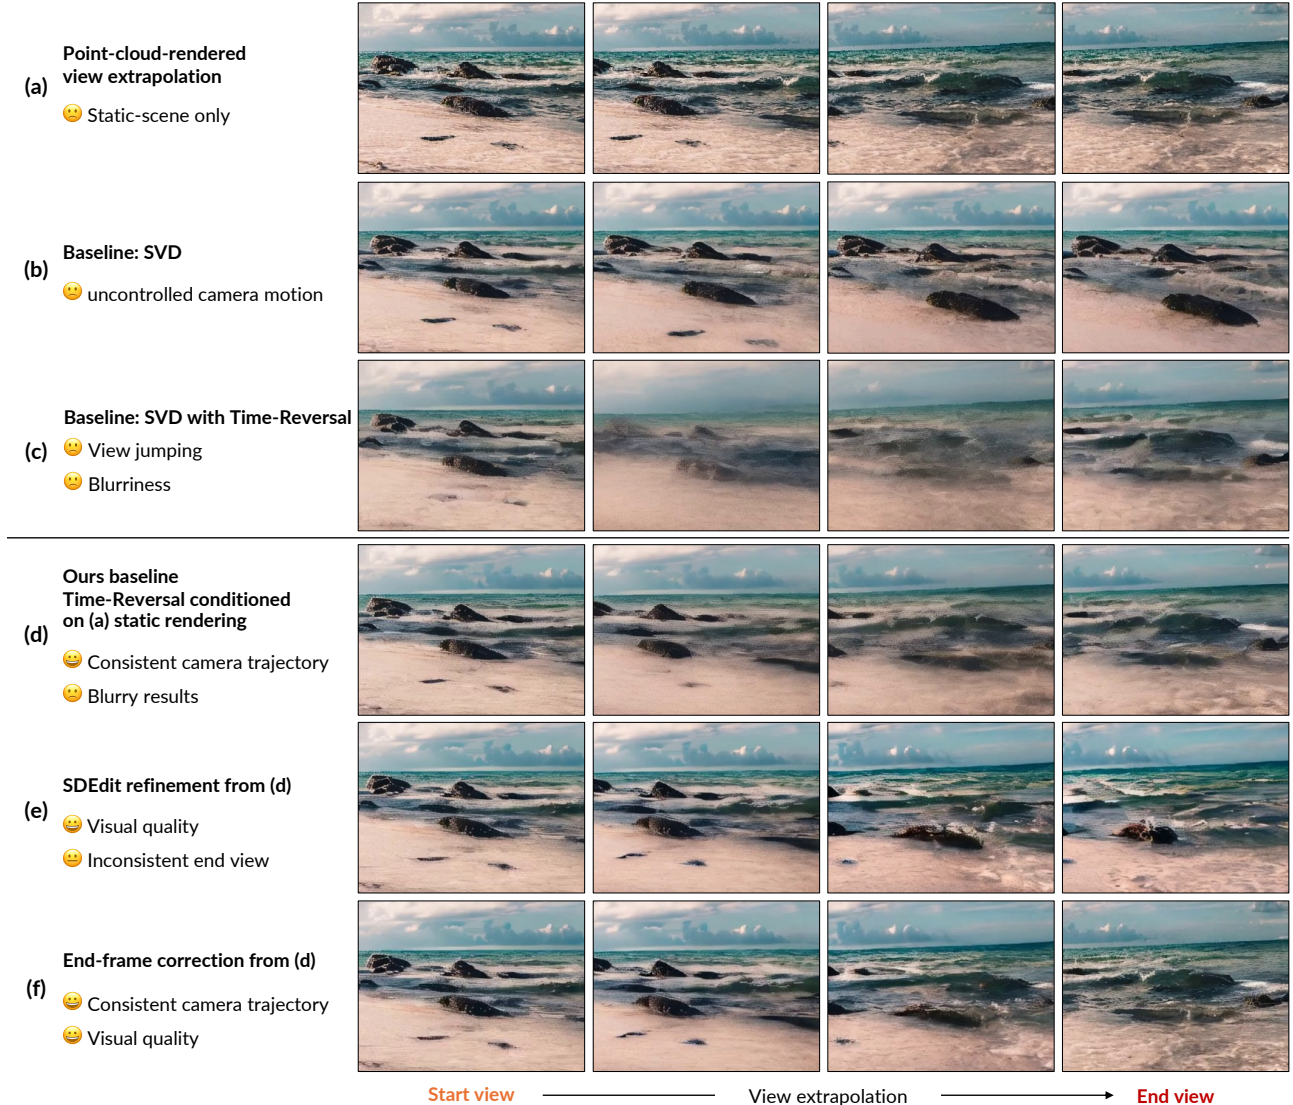 (a)
Point-cloud-rendered
view extrapolation
🙁 Static-scene only
(b)
Baseline: SVD
🙁 uncontrolled camera motion
(c)
Baseline: SVD with Time-Reversal
🙁 View jumping
🙁 Blurriness
(d)
Ours baseline
Time-Reversal conditioned
on (a) static rendering
😀 Consistent camera trajectory
🙁 Blurry results
(e)
SDEdit refinement from (d)
😀 Visual quality
😐 Inconsistent end view
(f)
End-frame correction from (d)
😀 Consistent camera trajectory
😀 Visual quality
Start view
View extrapolation
End view